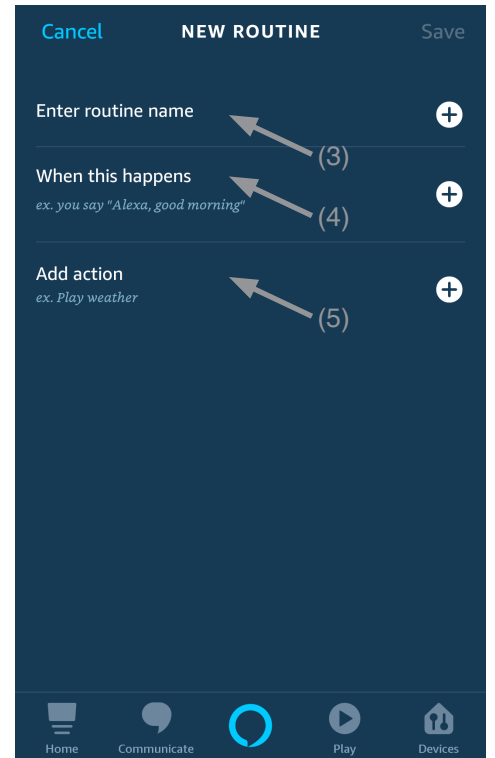 Cancel NEW ROUTINE Save
Enter routine name
(3)
When this happens
ex. you say "Alexa, good morning"
(4)
Add action
ex. Play weather
(5)
Home Communicate Play Devices